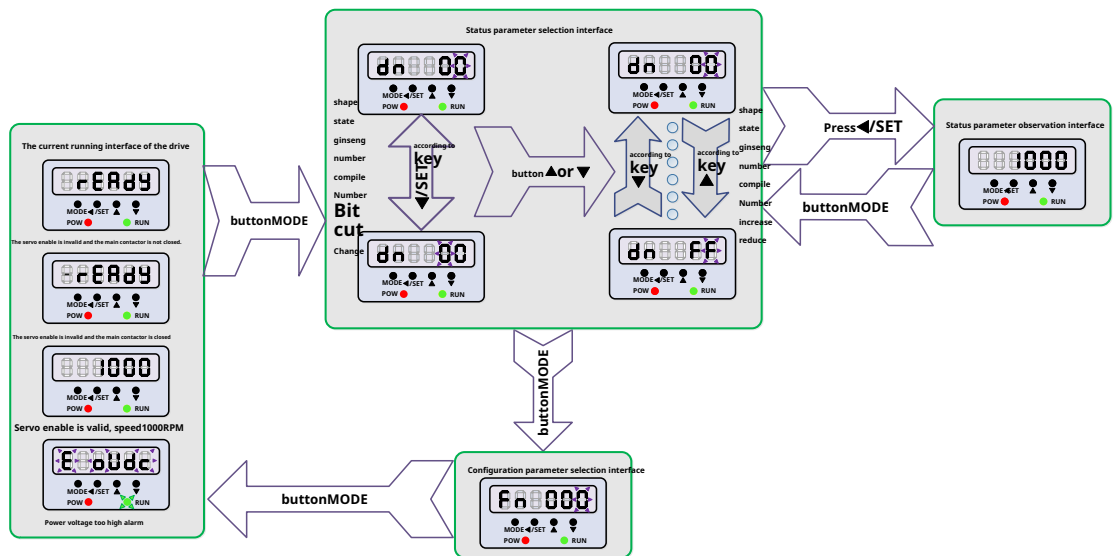 Status parameter selection interface
dn 00
MODE◀/SET ▲ ▼
POW RUN
dn 00
MODE◀/SET ▲ ▼
POW RUN
shape
state
ginseng
number
compile
Number
Bit
cut
Change
according to
key
◀/SET
button▲or ▼
according to
key
▼
according to
key
▲
shape
state
ginseng
number
compile
Number
increase
reduce
dn 00
MODE◀/SET ▲ ▼
POW RUN
dn FF
MODE◀/SET ▲ ▼
POW RUN
Press◀/SET
buttonMODE
Status parameter observation interface
1000
MODE◀/SET ▲ ▼
POW RUN
The current running interface of the drive
rEAdy
MODE◀/SET ▲ ▼
POW RUN
The servo enable is invalid and the main contactor is not closed.
-rEAdy
MODE◀/SET ▲ ▼
POW RUN
The servo enable is invalid and the main contactor is closed
1000
MODE◀/SET ▲ ▼
POW RUN
Servo enable is valid, speed1000RPM
E oUdc
MODE◀/SET ▲ ▼
POW RUN
Power voltage too high alarm
buttonMODE
buttonMODE
Configuration parameter selection interface
Fn 000
MODE◀/SET ▲ ▼
POW RUN
buttonMODE